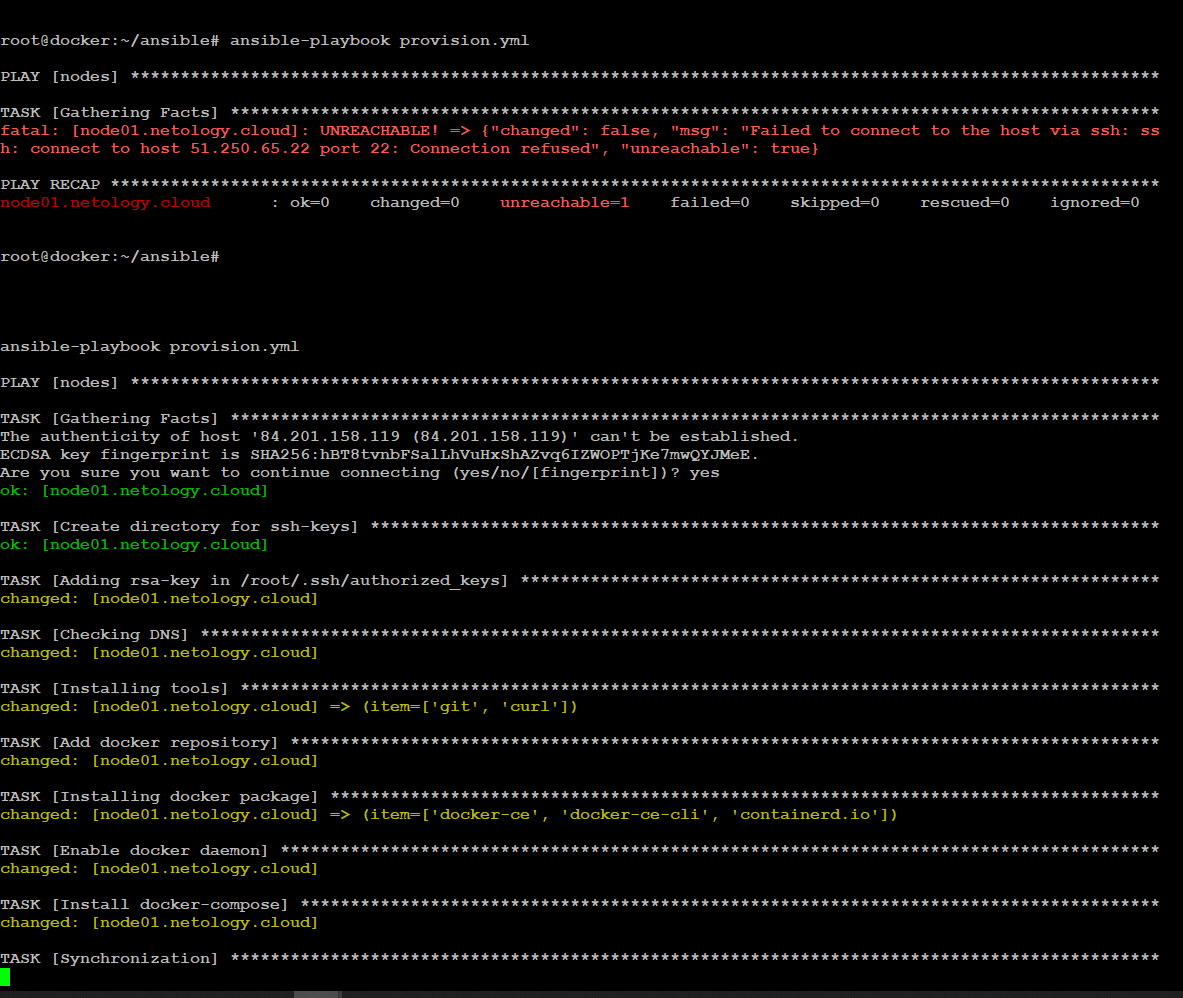 root@docker:~/ansible# ansible-playbook provision.yml
PLAY [nodes] *******************************************************************************************************
TASK [Gathering Facts] *********************************************************************************************
fatal: [node01.netology.cloud]: UNREACHABLE! => {"changed": false, "msg": "Failed to connect to the host via ssh: ss
h: connect to host 51.250.65.22 port 22: Connection refused", "unreachable": true}
PLAY RECAP *********************************************************************************************************
node01.netology.cloud      : ok=0    changed=0    unreachable=1    failed=0    skipped=0    rescued=0    ignored=0
root@docker:~/ansible#
ansible-playbook provision.yml
PLAY [nodes] *******************************************************************************************************
TASK [Gathering Facts] *********************************************************************************************
The authenticity of host '84.201.158.119 (84.201.158.119)' can't be established.
ECDSA key fingerprint is SHA256:hBT8tvnbFSalLhVuHxShAZvq6IZWOPTjKe7mwQYJMeE.
Are you sure you want to continue connecting (yes/no/[fingerprint])? yes
ok: [node01.netology.cloud]
TASK [Create directory for ssh-keys] *******************************************************************************
ok: [node01.netology.cloud]
TASK [Adding rsa-key in /root/.ssh/authorized_keys] ****************************************************************
changed: [node01.netology.cloud]
TASK [Checking DNS] ************************************************************************************************
changed: [node01.netology.cloud]
TASK [Installing tools] ********************************************************************************************
changed: [node01.netology.cloud] => (item=['git', 'curl'])
TASK [Add docker repository] ***************************************************************************************
changed: [node01.netology.cloud]
TASK [Installing docker package] ***********************************************************************************
changed: [node01.netology.cloud] => (item=['docker-ce', 'docker-ce-cli', 'containerd.io'])
TASK [Enable docker daemon] ****************************************************************************************
changed: [node01.netology.cloud]
TASK [Install docker-compose] **************************************************************************************
changed: [node01.netology.cloud]
TASK [Synchronization] *********************************************************************************************